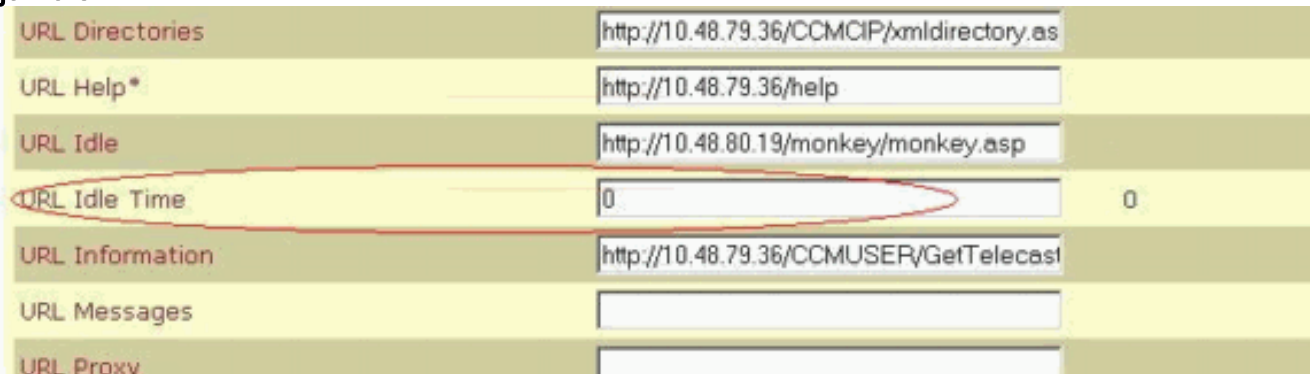 URL Directories http://10.48.79.36/CCMCIP/xmldirectory.as
URL Help* http://10.48.79.36/help
URL Idle http://10.48.80.19/monkey/monkey.asp
URL Idle Time 0 0
URL Information http://10.48.79.36/CCMUSER/GetTelecast
URL Messages
URL Proxy